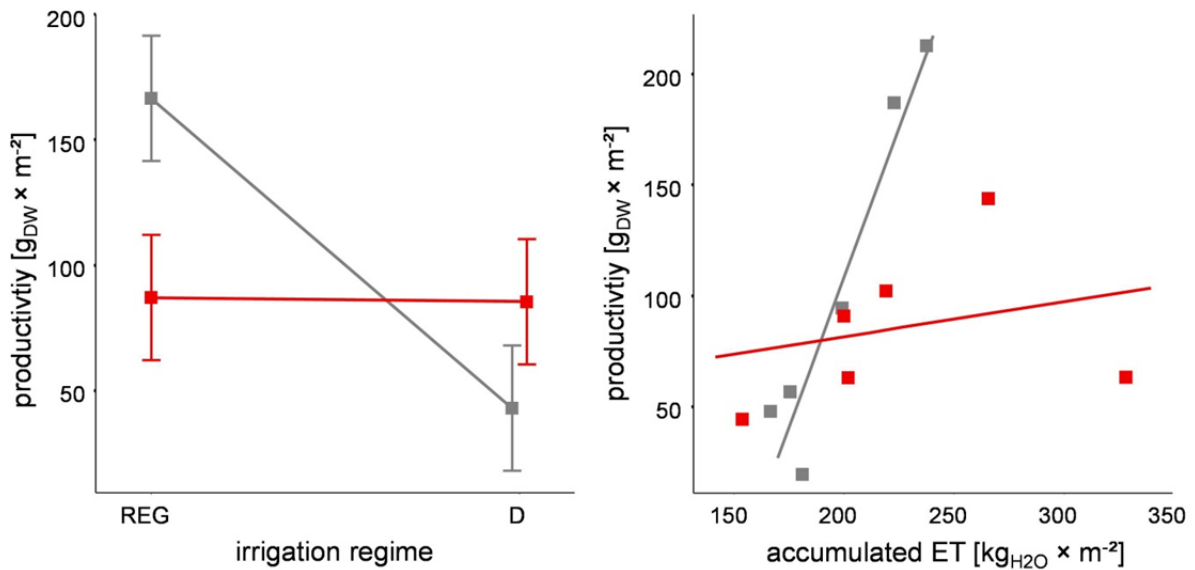 productivtiy [gDW × m⁻²]
200
150
100
50
REG D
irrigation regime
productivtiy [gDW × m⁻²]
200
150
100
50
150 200 250 300 350
accumulated ET [kgH2O × m⁻²]